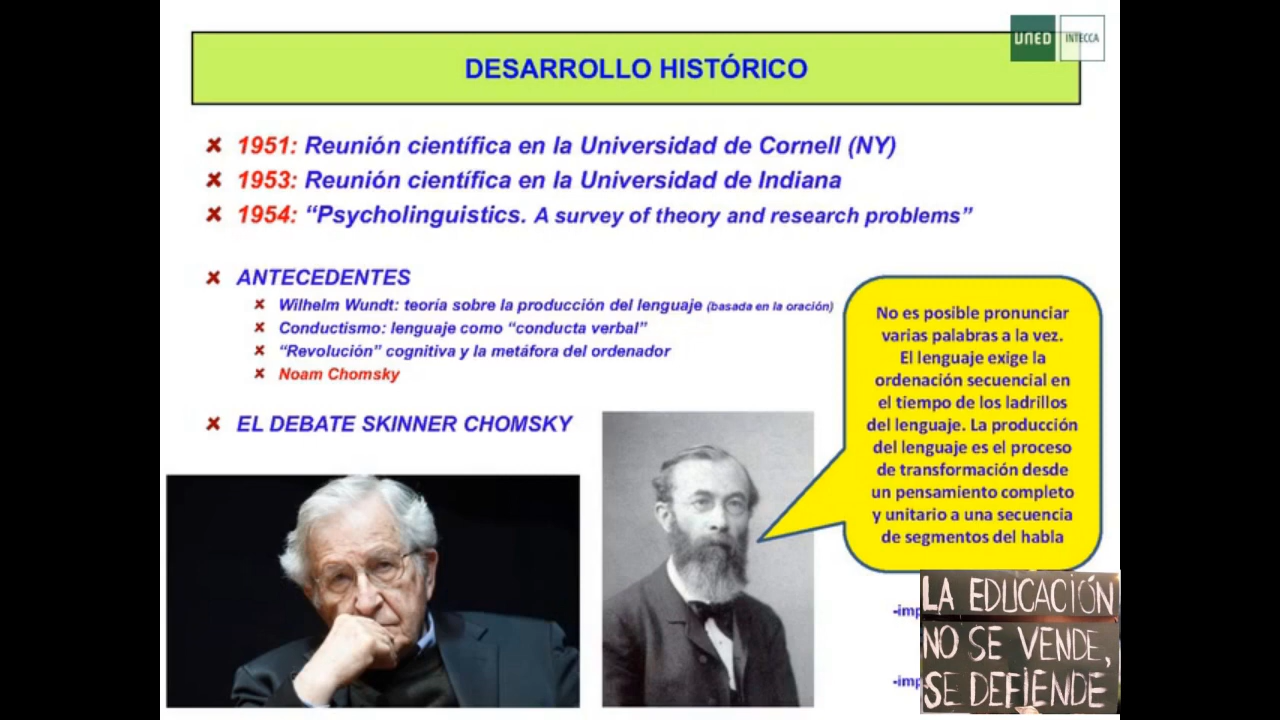 UNED INTECCA
DESARROLLO HISTÓRICO
1951: Reunión científica en la Universidad de Cornell (NY)
1953: Reunión científica en la Universidad de Indiana
1954: “Psycholinguistics. A survey of theory and research problems”
ANTECEDENTES
Wilhelm Wundt: teoría sobre la producción del lenguaje (basada en la oración)
Conductismo: lenguaje como “conducta verbal”
“Revolución” cognitiva y la metáfora del ordenador
Noam Chomsky
EL DEBATE SKINNER CHOMSKY
No es posible pronunciar
varias palabras a la vez.
El lenguaje exige la
ordenación secuencial en
el tiempo de los ladrillos
del lenguaje. La producción
del lenguaje es el proceso
de transformación desde
un pensamiento completo
y unitario a una secuencia
de segmentos del habla
LA EDUCACIÓN
NO SE VENDE,
SE DEFIENDE